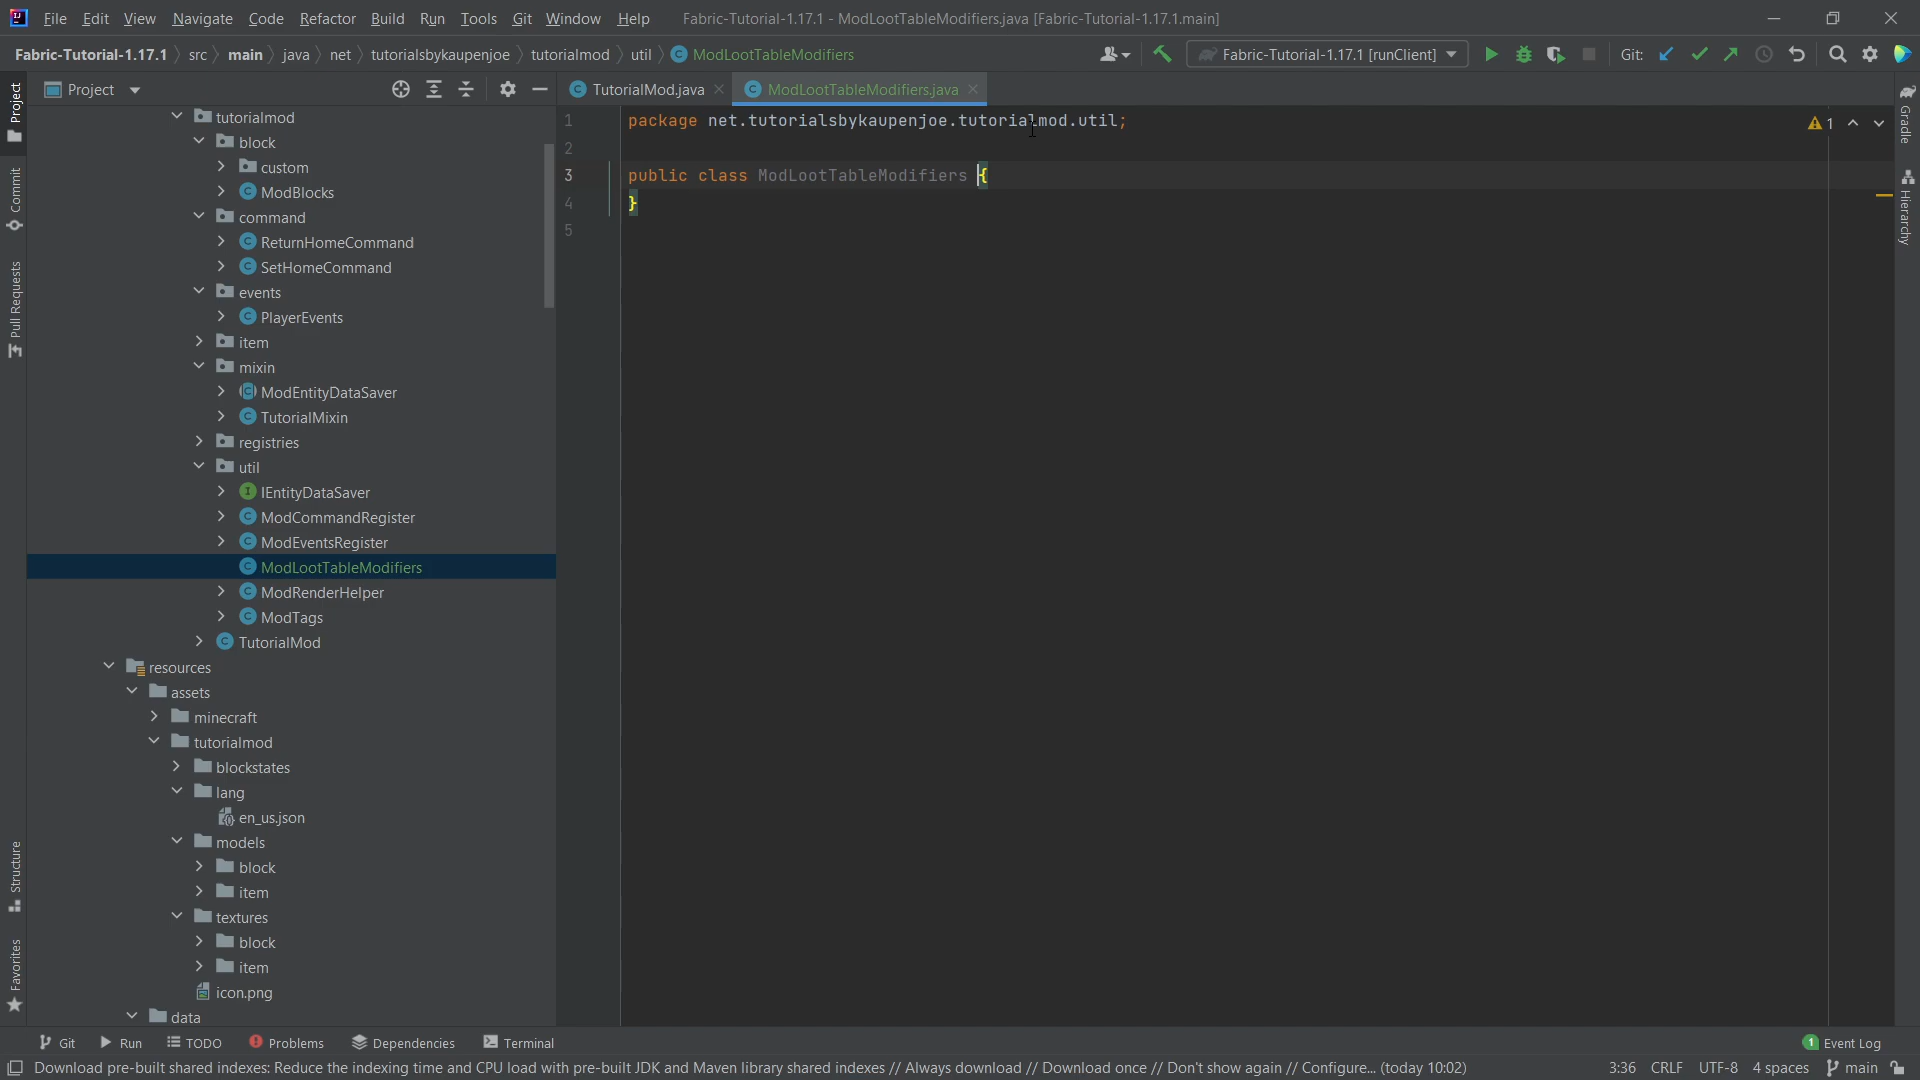 File Edit View Navigate Code Refactor Build Run Tools Git Window Help Fabric-Tutorial-1.17.1 - ModLootTableModifiers.java [Fabric-Tutorial-1.17.1.main]
Fabric-Tutorial-1.17.1 src main java net tutorialsbykaupenjoe tutorialmod util ModLootTableModifiers Fabric-Tutorial-1.17.1 [runClient] Git:
Project
TutorialMod.java ModLootTableModifiers.java
Project
Commit
Pull Requests
Structure
Favorites
tutorialmod
block
custom
ModBlocks
command
ReturnHomeCommand
SetHomeCommand
events
PlayerEvents
item
mixin
ModEntityDataSaver
TutorialMixin
registries
util
IEntityDataSaver
ModCommandRegister
ModEventsRegister
ModLootTableModifiers
ModRenderHelper
ModTags
TutorialMod
resources
assets
minecraft
tutorialmod
blockstates
lang
en_us.json
models
block
item
textures
block
item
icon.png
data
1 package net.tutorialsbykaupenjoe.tutorialmod.util;
2
3 public class ModLootTableModifiers {
4 }
5
1
Gradle
Hierarchy
Git Run TODO Problems Dependencies Terminal 1 Event Log
Download pre-built shared indexes: Reduce the indexing time and CPU load with pre-built JDK and Maven library shared indexes // Always download // Download once // Don't show again // Configure... (today 10:02) 3:36 CRLF UTF-8 4 spaces main